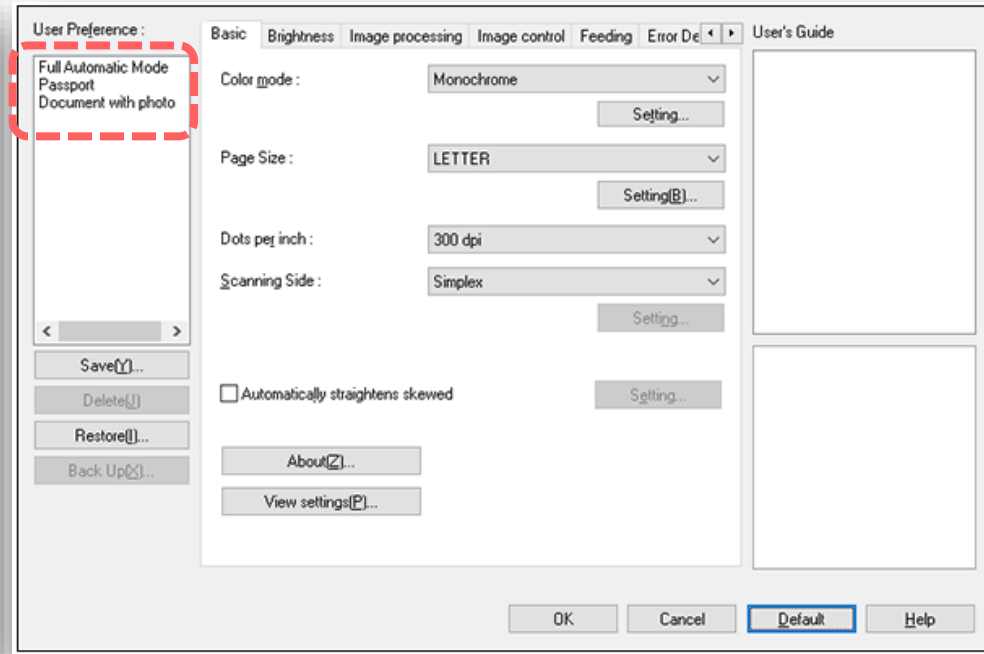 User Preference :
Full Automatic Mode
Passport
Document with photo
Save(Y)...
Delete(J)
Restore(I)...
Back Up(X)...
Basic Brightness Image processing Image control Feeding Error De
Color mode : Monochrome
Setting...
Page Size : LETTER
Setting(B)...
Dots per inch : 300 dpi
Scanning Side : Simplex
Setting...
Automatically straightens skewed Setting...
About(Z)...
View settings(P)...
User's Guide
OK Cancel Default Help